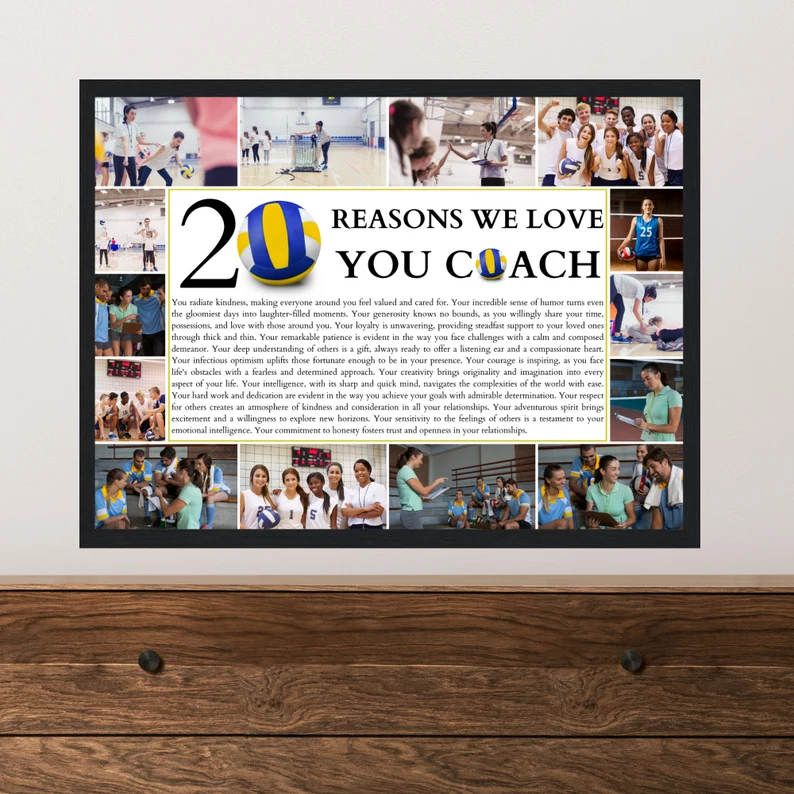 20 REASONS WE LOVE
YOU COACH
You radiate kindness, making everyone around you feel valued and cared for. Your incredible sense of humor turns even
the gloomiest days into laughter-filled moments. Your generosity knows no bounds, as you willingly share your time,
possessions, and love with those around you. Your loyalty is unwavering, providing steadfast support to your loved ones
through thick and thin. Your remarkable patience is evident in the way you face challenges with a calm and composed
demeanor. Your deep understanding of others is a gift, always ready to offer a listening ear and a compassionate heart.
Your infectious optimism uplifts those fortunate enough to be in your presence. Your courage is inspiring, as you face
life's obstacles with a fearless and determined approach. Your creativity brings originality and imagination into every
aspect of your life. Your intelligence, with its sharp and quick mind, navigates the complexities of the world with ease.
Your hard work and dedication are evident in the way you achieve your goals with admirable determination. Your respect
for others creates an atmosphere of kindness and consideration in all your relationships. Your adventurous spirit brings
excitement and a willingness to explore new horizons. Your sensitivity to the feelings of others is a testament to your
emotional intelligence. Your commitment to honesty fosters trust and openness in your relationships.
25
5
1
5